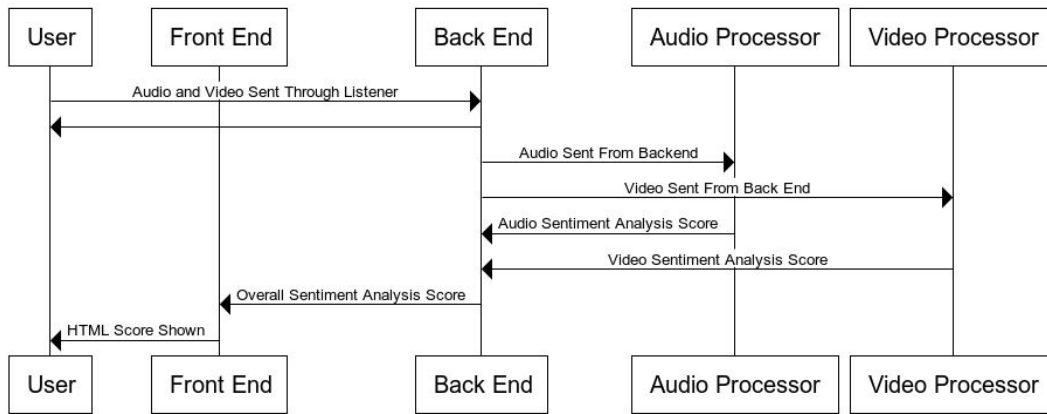 User
Front End
Back End
Audio Processor
Video Processor
Audio and Video Sent Through Listener
Audio Sent From Backend
Video Sent From Back End
Audio Sentiment Analysis Score
Video Sentiment Analysis Score
Overall Sentiment Analysis Score
HTML Score Shown
User
Front End
Back End
Audio Processor
Video Processor